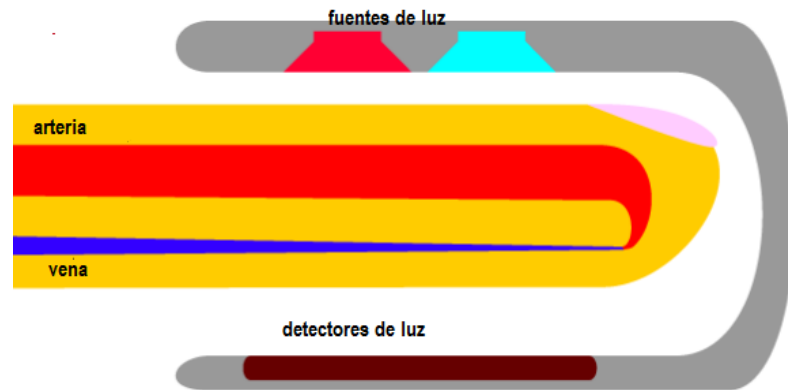 fuentes de luz
arteria
vena
detectores de luz